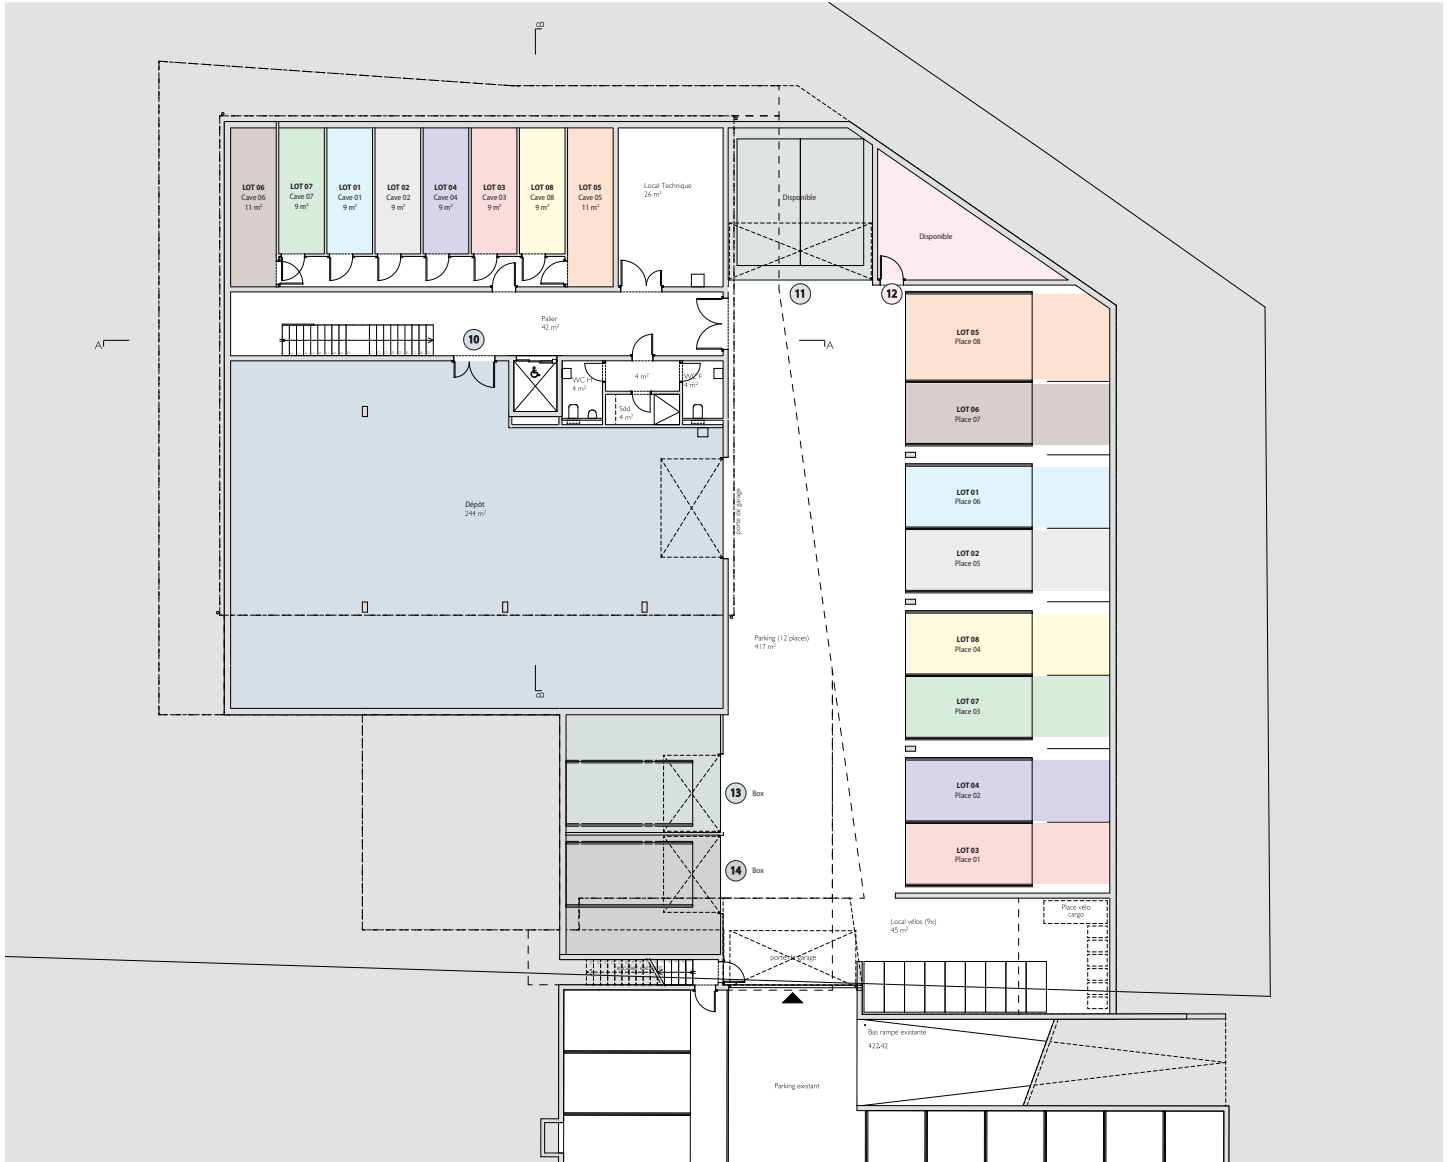 B
LOT 06
Cave 06
11 m²
LOT 07
Cave 07
9 m²
LOT 01
Cave 01
9 m²
LOT 02
Cave 02
9 m²
LOT 04
Cave 04
9 m²
LOT 03
Cave 03
9 m²
LOT 08
Cave 08
9 m²
LOT 05
Cave 05
11 m²
Local Technique
26 m²
Disponible
Disponible
11
12
Palier
42 m²
10
A
A
LOT 05
Place 08
WC H
4 m²
4 m²
WC F
4 m²
Sdd
4 m²
LOT 06
Place 07
Dépôt
244 m²
porte de garage
LOT 01
Place 06
LOT 02
Place 05
Parking (12 places)
417 m²
LOT 08
Place 04
B
LOT 07
Place 03
13
Box
LOT 04
Place 02
14
Box
LOT 03
Place 01
Place vélo
cargo
Local vélos (9x)
45 m²
porte de garage
Bas rampe existante
422.42
Parking existant